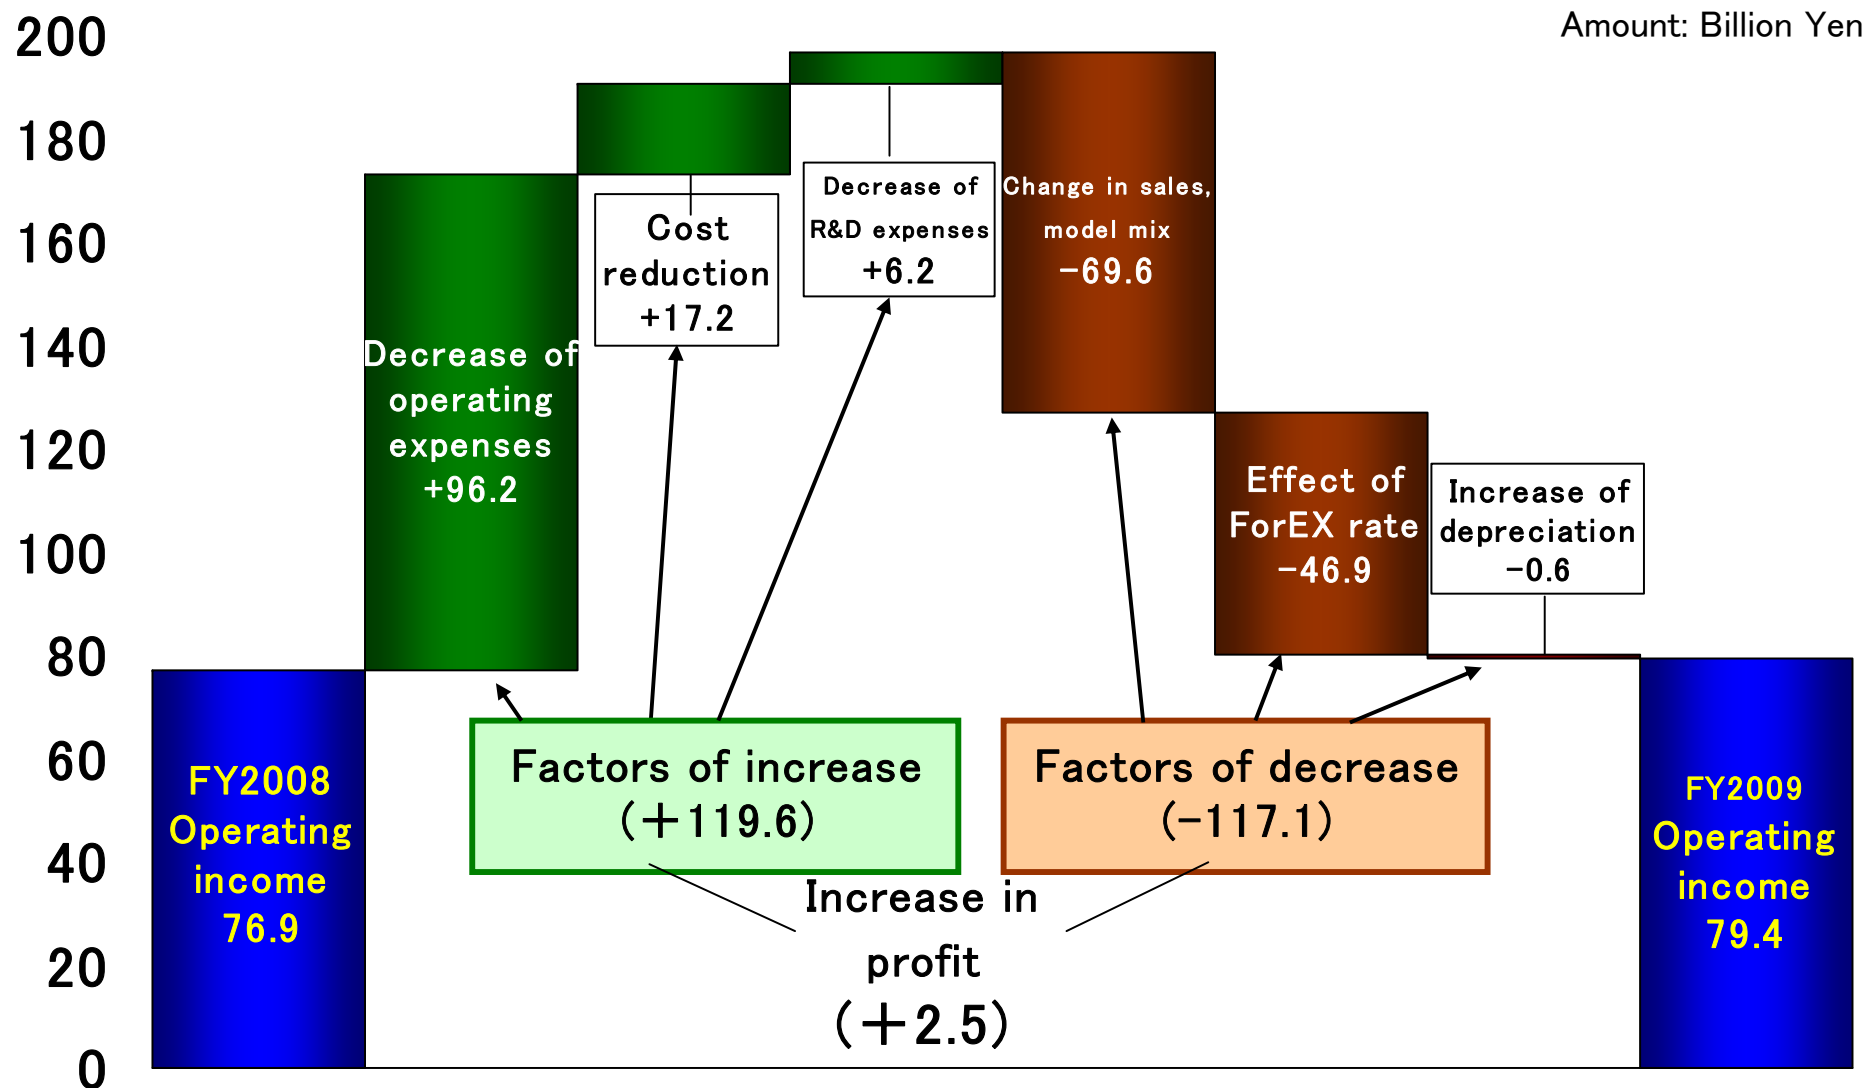 Amount: Billion Yen
200
180
160
140
120
100
80
60
40
20
0
FY2008
Operating
income
76.9
Decrease of
operating
expenses
+96.2
Cost
reduction
+17.2
Decrease of
R&D expenses
+6.2
Change in sales,
model mix
-69.6
Effect of
ForEX rate
-46.9
Increase of
depreciation
-0.6
FY2009
Operating
income
79.4
Factors of increase
(+119.6)
Factors of decrease
(-117.1)
Increase in
profit
(+2.5)